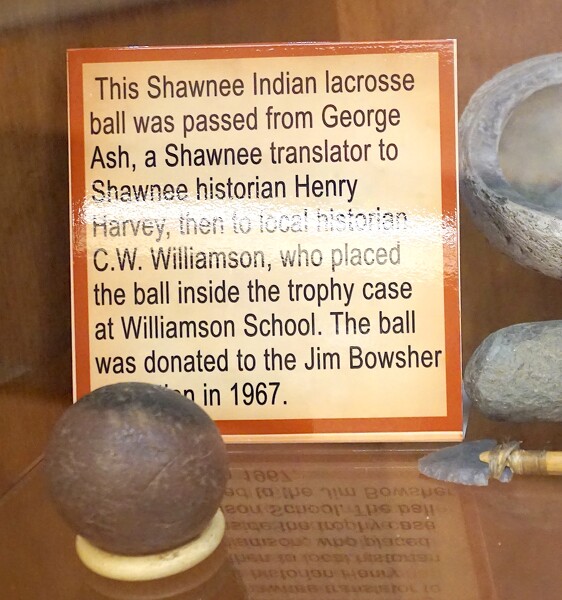 This Shawnee Indian lacrosse
ball was passed from George
Ash, a Shawnee translator to
Shawnee historian Henry
Harvey, then to local historian
C.W. Williamson, who placed
the ball inside the trophy case
at Williamson School. The ball
was donated to the Jim Bowsher
in 1967.